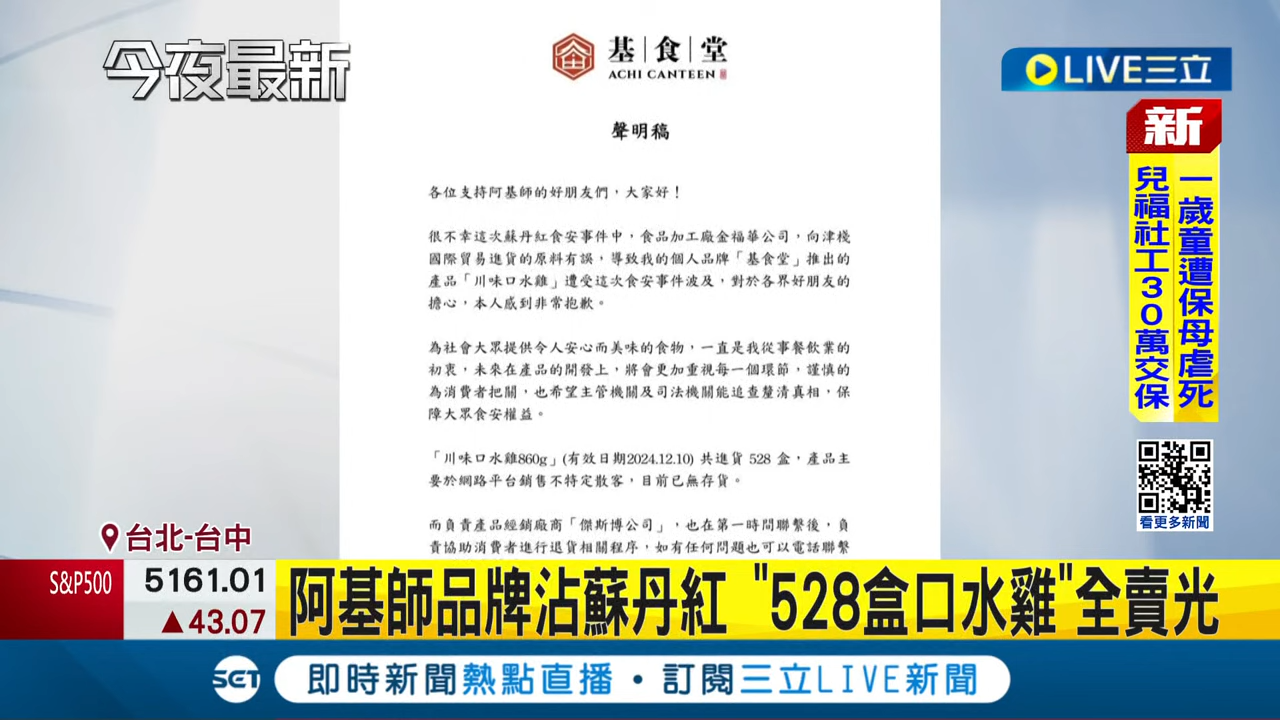 今夜最新
基食堂
ACHI CANTEEN
LIVE三立
聲明稿
各位支持阿基師的好朋友們，大家好！
很不幸這次蘇丹紅食安事件中，食品加工廠金福華公司，向津棧
國際貿易進貨的原料有誤，導致我的個人品牌「基食堂」推出的
產品「川味口水雞」遭受這次食安事件波及，對於各界好朋友的
擔心，本人感到非常抱歉。
為社會大眾提供令人安心而美味的食物，一直是我從事餐飲業的
初衷，未來在產品的開發上，將會更加重視每一個環節，謹慎的
為消費者把關，也希望主管機關及司法機關能追查釐清真相，保
障大眾食安權益。
「川味口水雞860g」(有效日期2024.12.10) 共進貨 528 盒，產品主
要於網路平台銷售不特定散客，目前已無存貨。
而負責產品經銷廠商「傑斯博公司」，也在第一時間聯繫後，負
責協助消費者進行退貨相關程序，如有任何問題也可以電話聯繫
新
一歲童遭保母虐死
兒福社工30萬交保
看更多新聞
台北-台中
S&P500
5161.01
▲43.07
阿基師品牌沾蘇丹紅 "528盒口水雞"全賣光
SET
即時新聞熱點直播・訂閱三立LIVE新聞